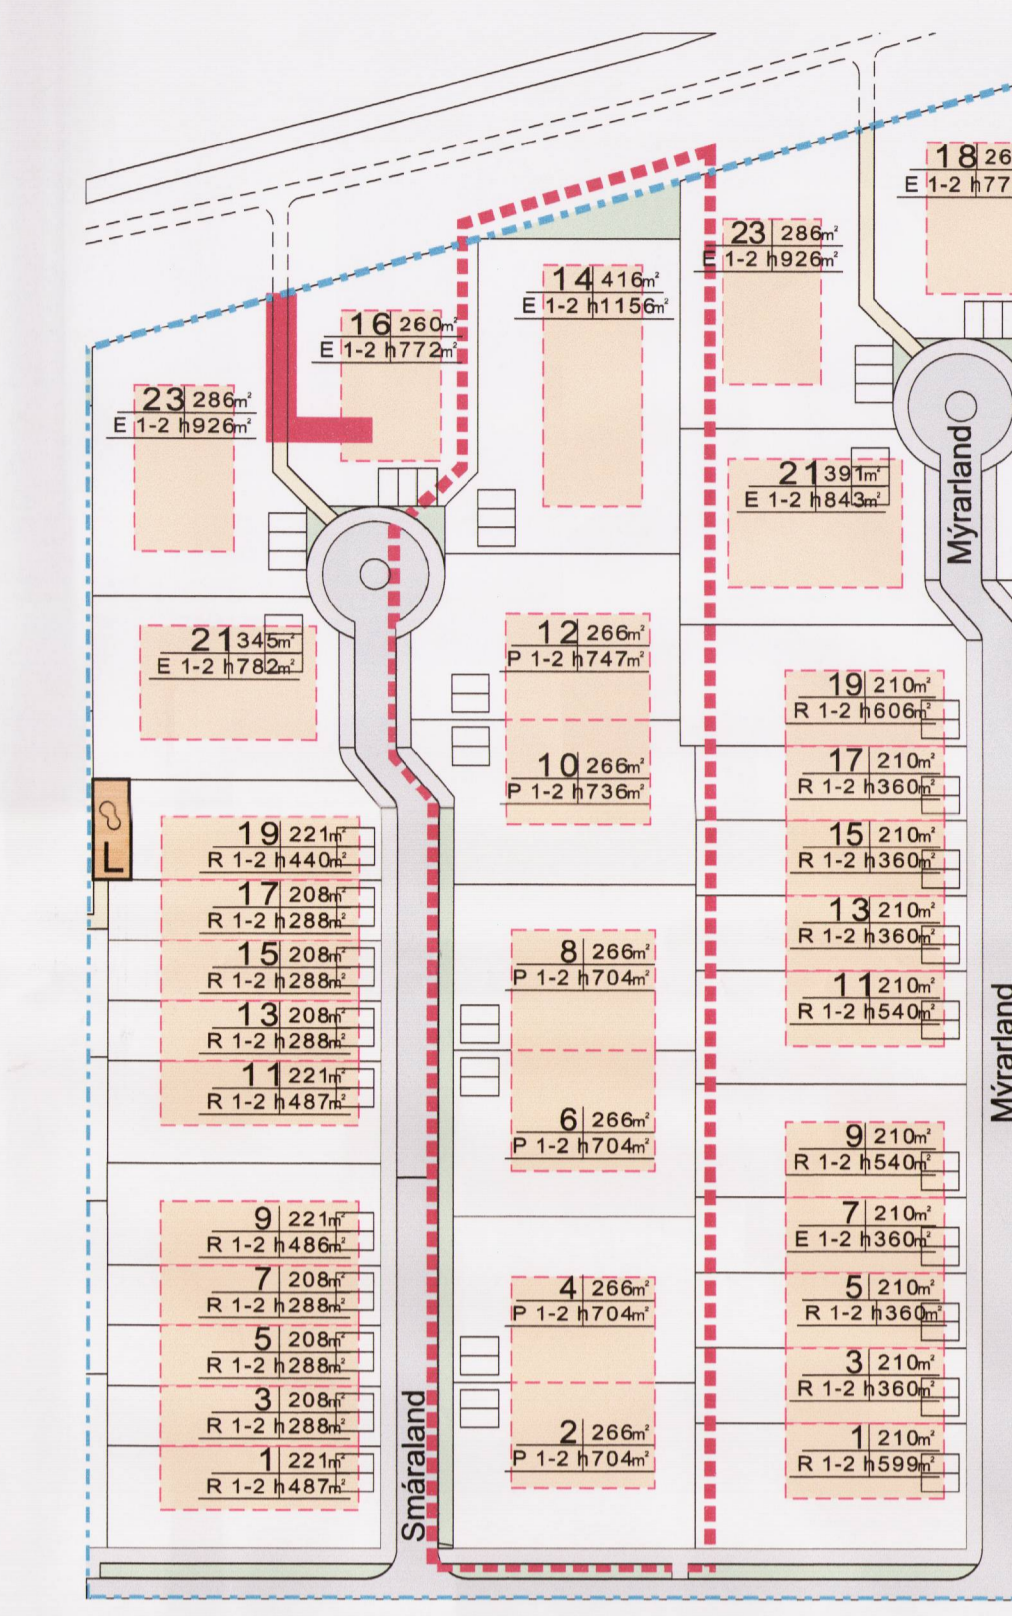 18 26
E 1-2 h77
23 286m²
E 1-2 h926m²
14 416m²
E 1-2 h1156m²
16 260m²
E 1-2 h772m²
23 286m²
E 1-2 h926m²
21 391m²
E 1-2 h843m²
Mýrarland
12 266m²
P 1-2 h747m²
21 345m²
E 1-2 h782m²
10 266m²
P 1-2 h736m²
19 210m²
R 1-2 h606m²
17 210m²
R 1-2 h360m²
15 210m²
R 1-2 h360m²
13 210m²
R 1-2 h360m²
11 210m²
R 1-2 h540m²
L
19 221m²
R 1-2 h440m²
17 208m²
R 1-2 h288m²
15 208m²
R 1-2 h288m²
13 208m²
R 1-2 h288m²
11 221m²
R 1-2 h487m²
8 266m²
P 1-2 h704m²
6 266m²
P 1-2 h704m²
Mýrarland
9 210m²
R 1-2 h540m²
7 210m²
E 1-2 h360m²
5 210m²
R 1-2 h360m²
3 210m²
R 1-2 h360m²
1 210m²
R 1-2 h599m²
9 221m²
R 1-2 h486m²
7 208m²
R 1-2 h288m²
5 208m²
R 1-2 h288m²
3 208m²
R 1-2 h288m²
1 221m²
R 1-2 h487m²
4 266m²
P 1-2 h704m²
2 266m²
P 1-2 h704m²
Smáraland